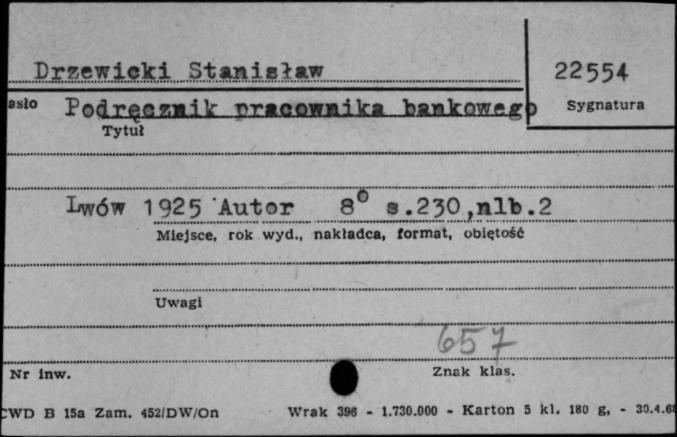 Drzewicki Stanisław
22554
asło Podręcznik pracownika bankowego
Sygnatura
Tytuł
Lwów 1925 Autor 8° s.230,nlb.2
Miejsce, rok wyd., nakładca, format, objętość
Uwagi
657
Nr inw.
Znak klas.
CWD B 15a Zam. 452/DW/On Wrak 396 - 1.730.000 - Karton 5 kl. 180 g. - 30.4.68